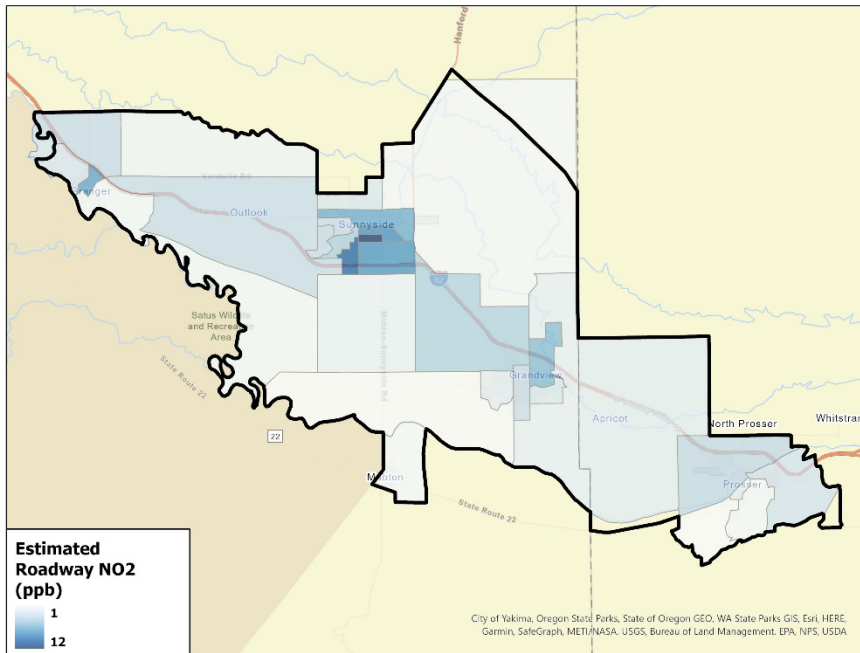 Hanford
Vanbelle Rd
Granger
Outlook
Sunnyside
Satus Wildlife
and Recreation
Area
State Route 22
22
Mabton-Sunnyside Rd
Grandview
Apricot
North Prosser
Whitstran
Prosser
Mabton
State Route 22
Estimated
Roadway NO2
(ppb)
1
12
City of Yakima, Oregon State Parks, State of Oregon GEO, WA State Parks GIS, Esri, HERE,
Garmin, SafeGraph, METI/NASA, USGS, Bureau of Land Management, EPA, NPS, USDA